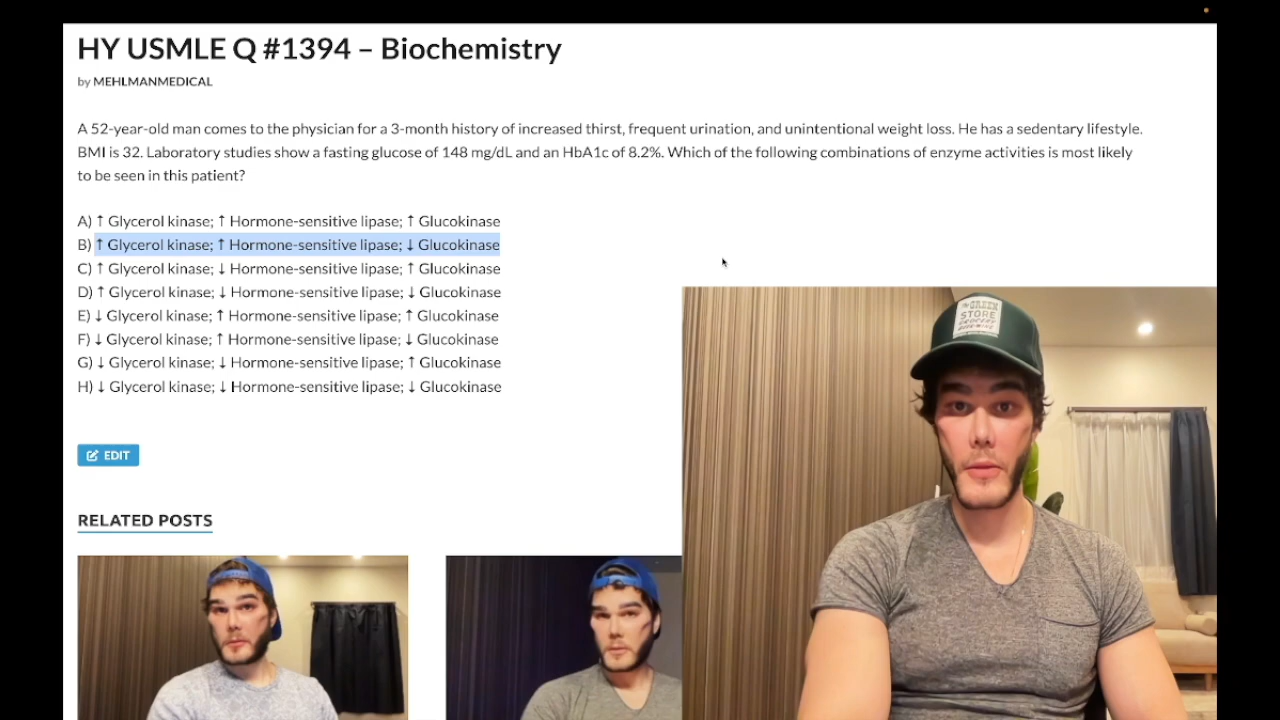 HY USMLE Q #1394 – Biochemistry
by MEHLMANMEDICAL
A 52-year-old man comes to the physician for a 3-month history of increased thirst, frequent urination, and unintentional weight loss. He has a sedentary lifestyle.
BMI is 32. Laboratory studies show a fasting glucose of 148 mg/dL and an HbA1c of 8.2%. Which of the following combinations of enzyme activities is most likely
to be seen in this patient?
A) ↑ Glycerol kinase; ↑ Hormone-sensitive lipase; ↑ Glucokinase
B) ↑ Glycerol kinase; ↑ Hormone-sensitive lipase; ↓ Glucokinase
C) ↑ Glycerol kinase; ↓ Hormone-sensitive lipase; ↑ Glucokinase
D) ↑ Glycerol kinase; ↓ Hormone-sensitive lipase; ↓ Glucokinase
E) ↓ Glycerol kinase; ↑ Hormone-sensitive lipase; ↑ Glucokinase
F) ↓ Glycerol kinase; ↑ Hormone-sensitive lipase; ↓ Glucokinase
G) ↓ Glycerol kinase; ↓ Hormone-sensitive lipase; ↑ Glucokinase
H) ↓ Glycerol kinase; ↓ Hormone-sensitive lipase; ↓ Glucokinase
EDIT
RELATED POSTS
GREEN
STORE